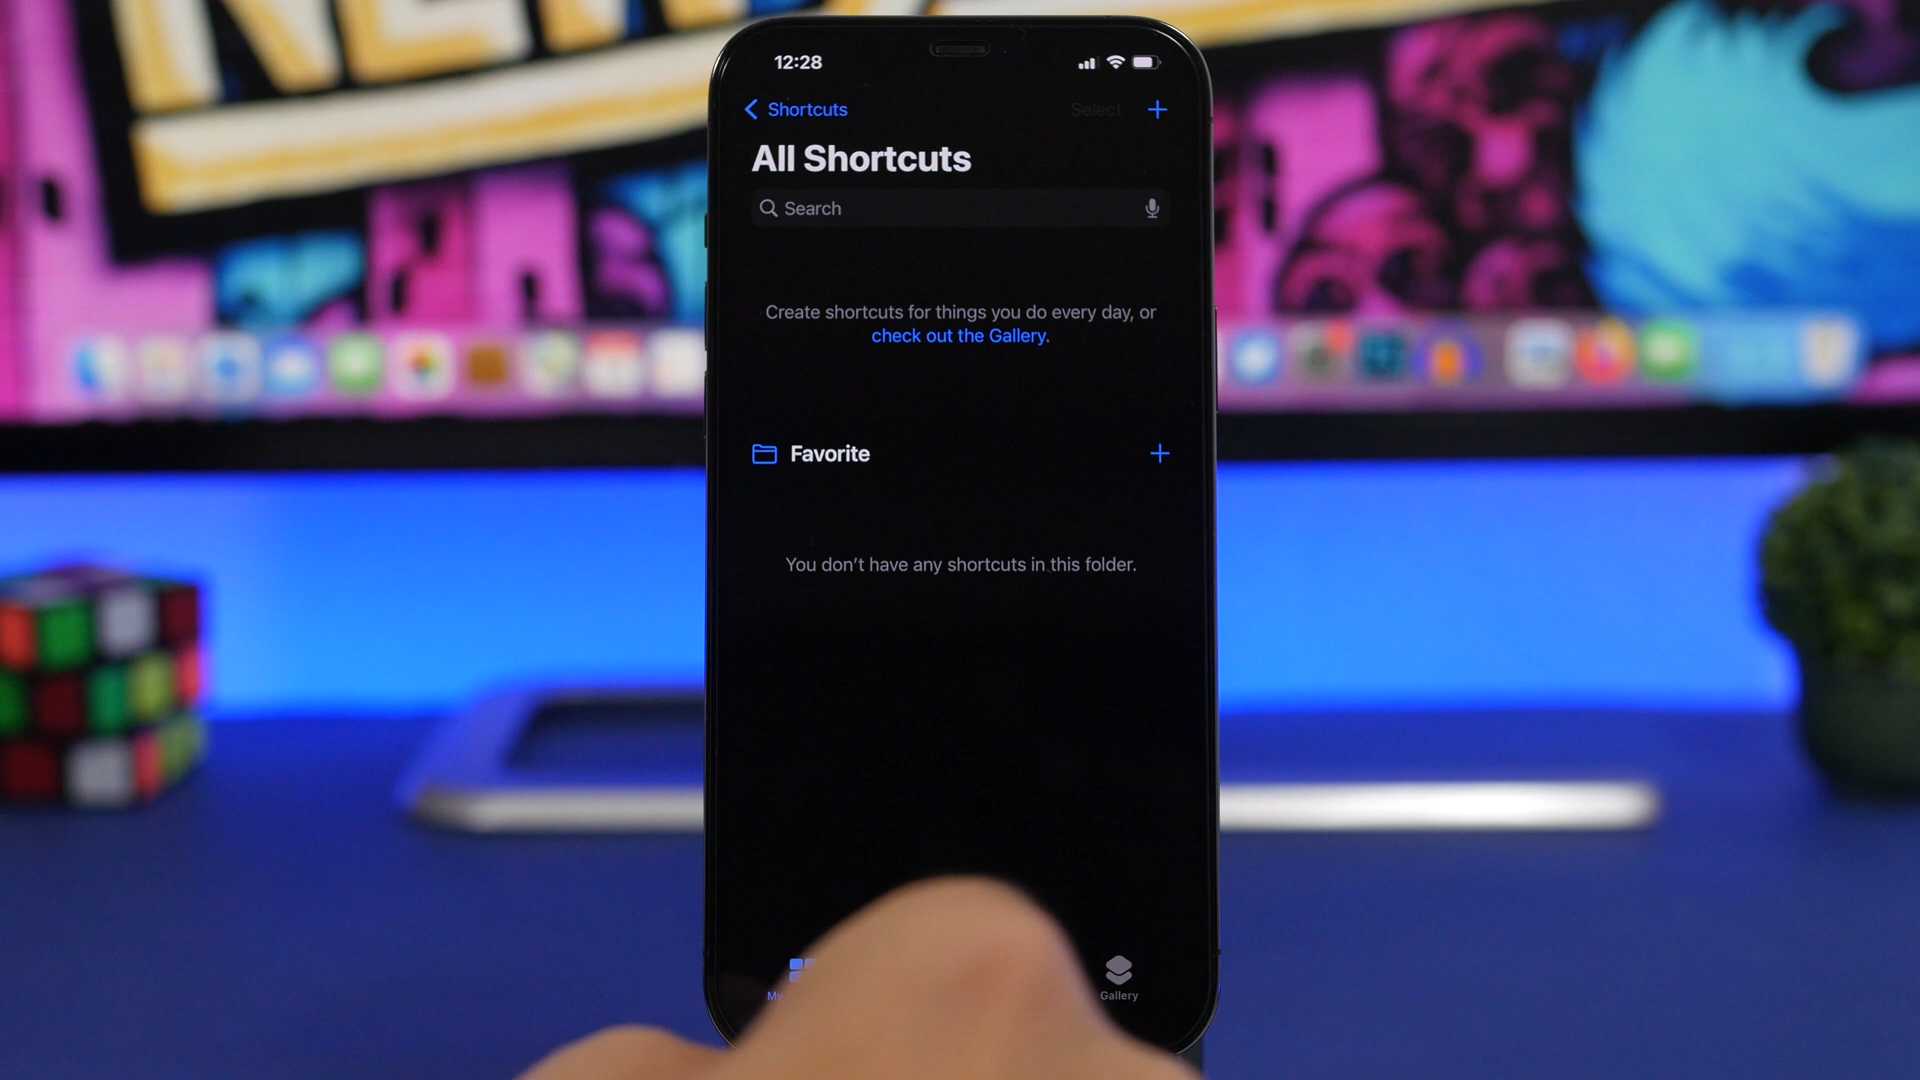 12:28
Shortcuts
Select
All Shortcuts
Search
Create shortcuts for things you do every day, or
check out the Gallery.
Favorite
You don't have any shortcuts in this folder.
Gallery